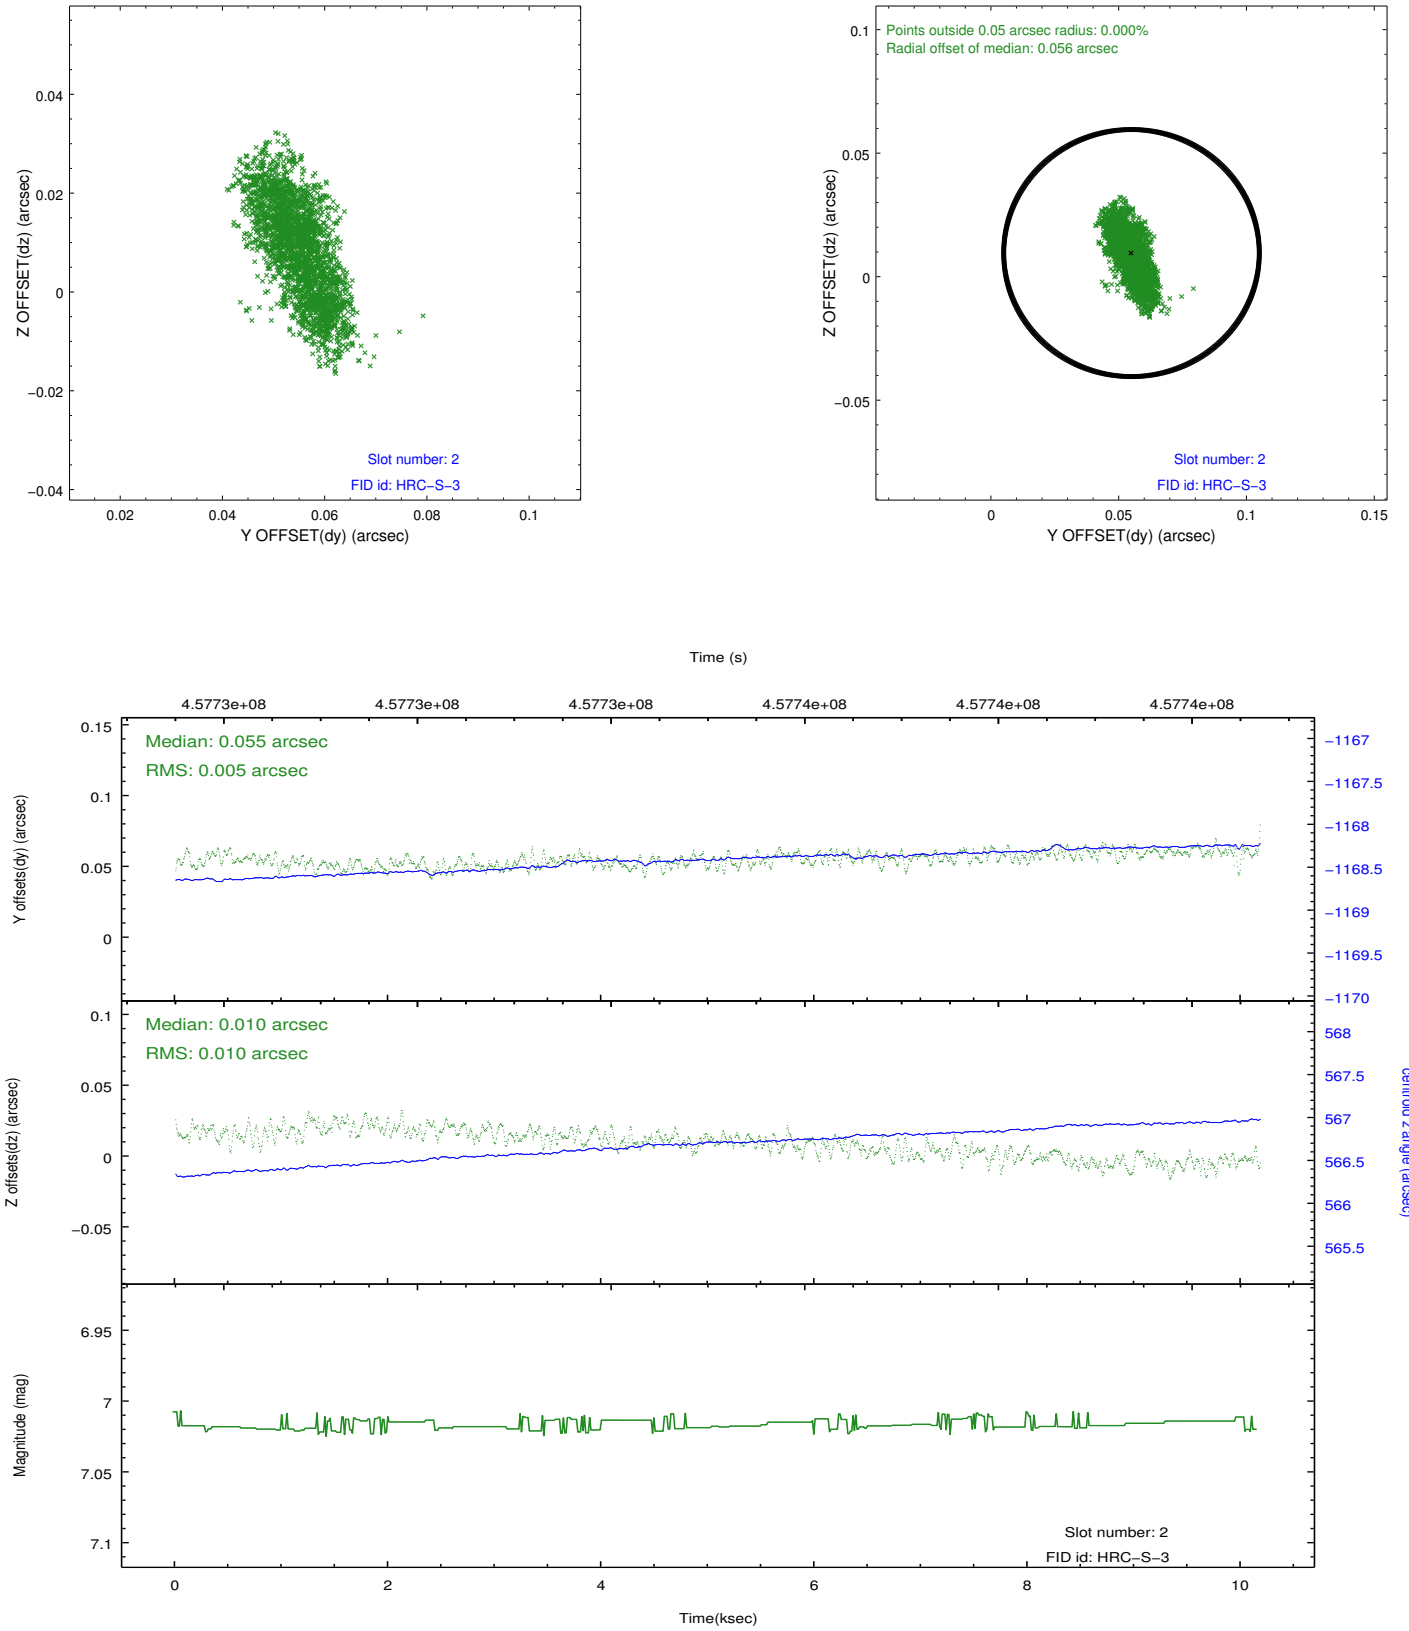 0.04
0.02
0
−0.02
−0.04
Z OFFSET(dz) (arcsec)
Slot number: 2
FID id: HRC−S−3
0.02 0.04 0.06 0.08 0.1
Y OFFSET(dy) (arcsec)
Points outside 0.05 arcsec radius: 0.000%
Radial offset of median: 0.056 arcsec
0.1
0.05
0
−0.05
Z OFFSET(dz) (arcsec)
Slot number: 2
FID id: HRC−S−3
0 0.05 0.1 0.15
Y OFFSET(dy) (arcsec)
Time (s)
4.5773e+08 4.5773e+08 4.5773e+08 4.5774e+08 4.5774e+08 4.5774e+08
Median: 0.055 arcsec
RMS: 0.005 arcsec
0.15
0.1
0.05
0
Y offsets(dy) (arcsec)
−1167
−1167.5
−1168
−1168.5
−1169
−1169.5
−1170
Median: 0.010 arcsec
RMS: 0.010 arcsec
0.1
0.05
0
−0.05
Z offsets(dz) (arcsec)
568
567.5
567
566.5
566
565.5
centroid z angle (arcsec)
6.95
7
7.05
7.1
Magnitude (mag)
Slot number: 2
FID id: HRC−S−3
0 2 4 6 8 10
Time(ksec)